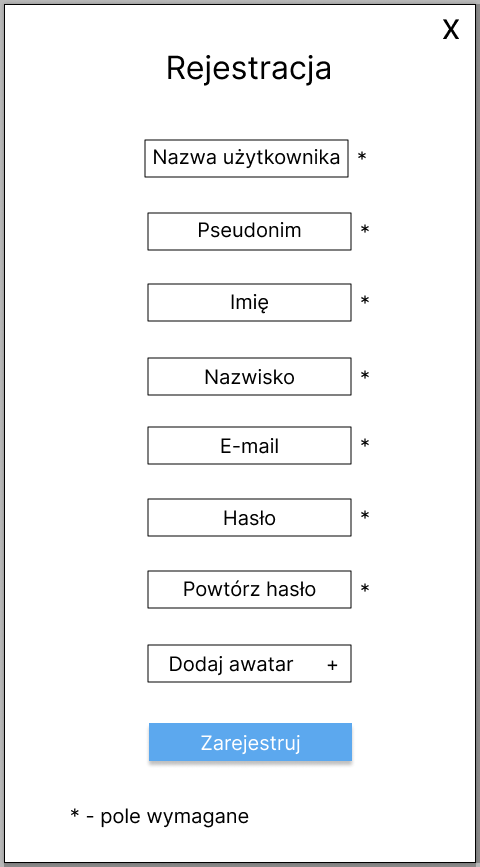 X
Rejestracja
Nazwa użytkownika *
Pseudonim *
Imię *
Nazwisko *
E-mail *
Hasło *
Powtórz hasło *
Dodaj awatar +
Zarejestruj
* - pole wymagane